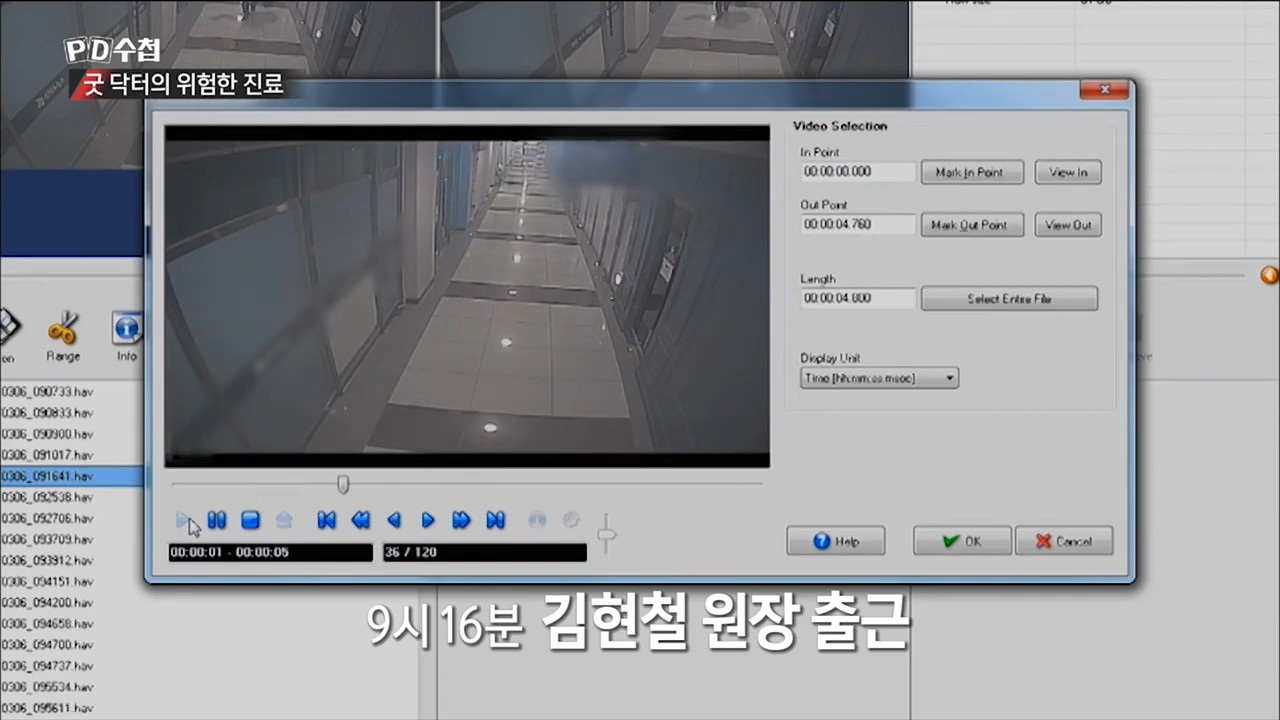 PD수첩
굿 닥터의 위험한 진료
Video Selection
In Point
00:00:00.000
Mark In Point
View In
Out Point
00:00:04.760
Mark Out Point
View Out
Length
00:00:04.800
Select Entire File
Display Unit
Time [hh:mm:ss.msec]
Range
Info
0306_090733.hav
0306_090833.hav
0306_090900.hav
0306_091017.hav
0306_091641.hav
0306_092538.hav
0306_092706.hav
0306_093709.hav
0306_093912.hav
0306_094151.hav
0306_094200.hav
0306_094658.hav
0306_094700.hav
0306_094737.hav
0306_095534.hav
0306_095611.hav
00:00:01 - 00:00:05
36 / 120
Help
OK
Cancel
9시 16분 김현철 원장 출근